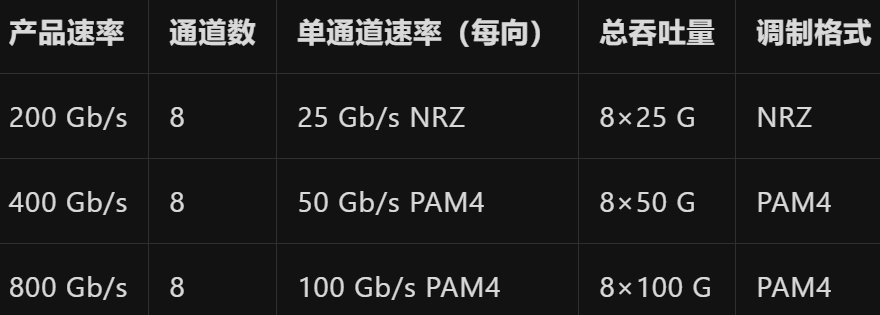 产品速率 通道数 单通道速率（每向） 总吞吐量 调制格式
200 Gb/s 8 25 Gb/s NRZ 8×25 G NRZ
400 Gb/s 8 50 Gb/s PAM4 8×50 G PAM4
800 Gb/s 8 100 Gb/s PAM4 8×100 G PAM4